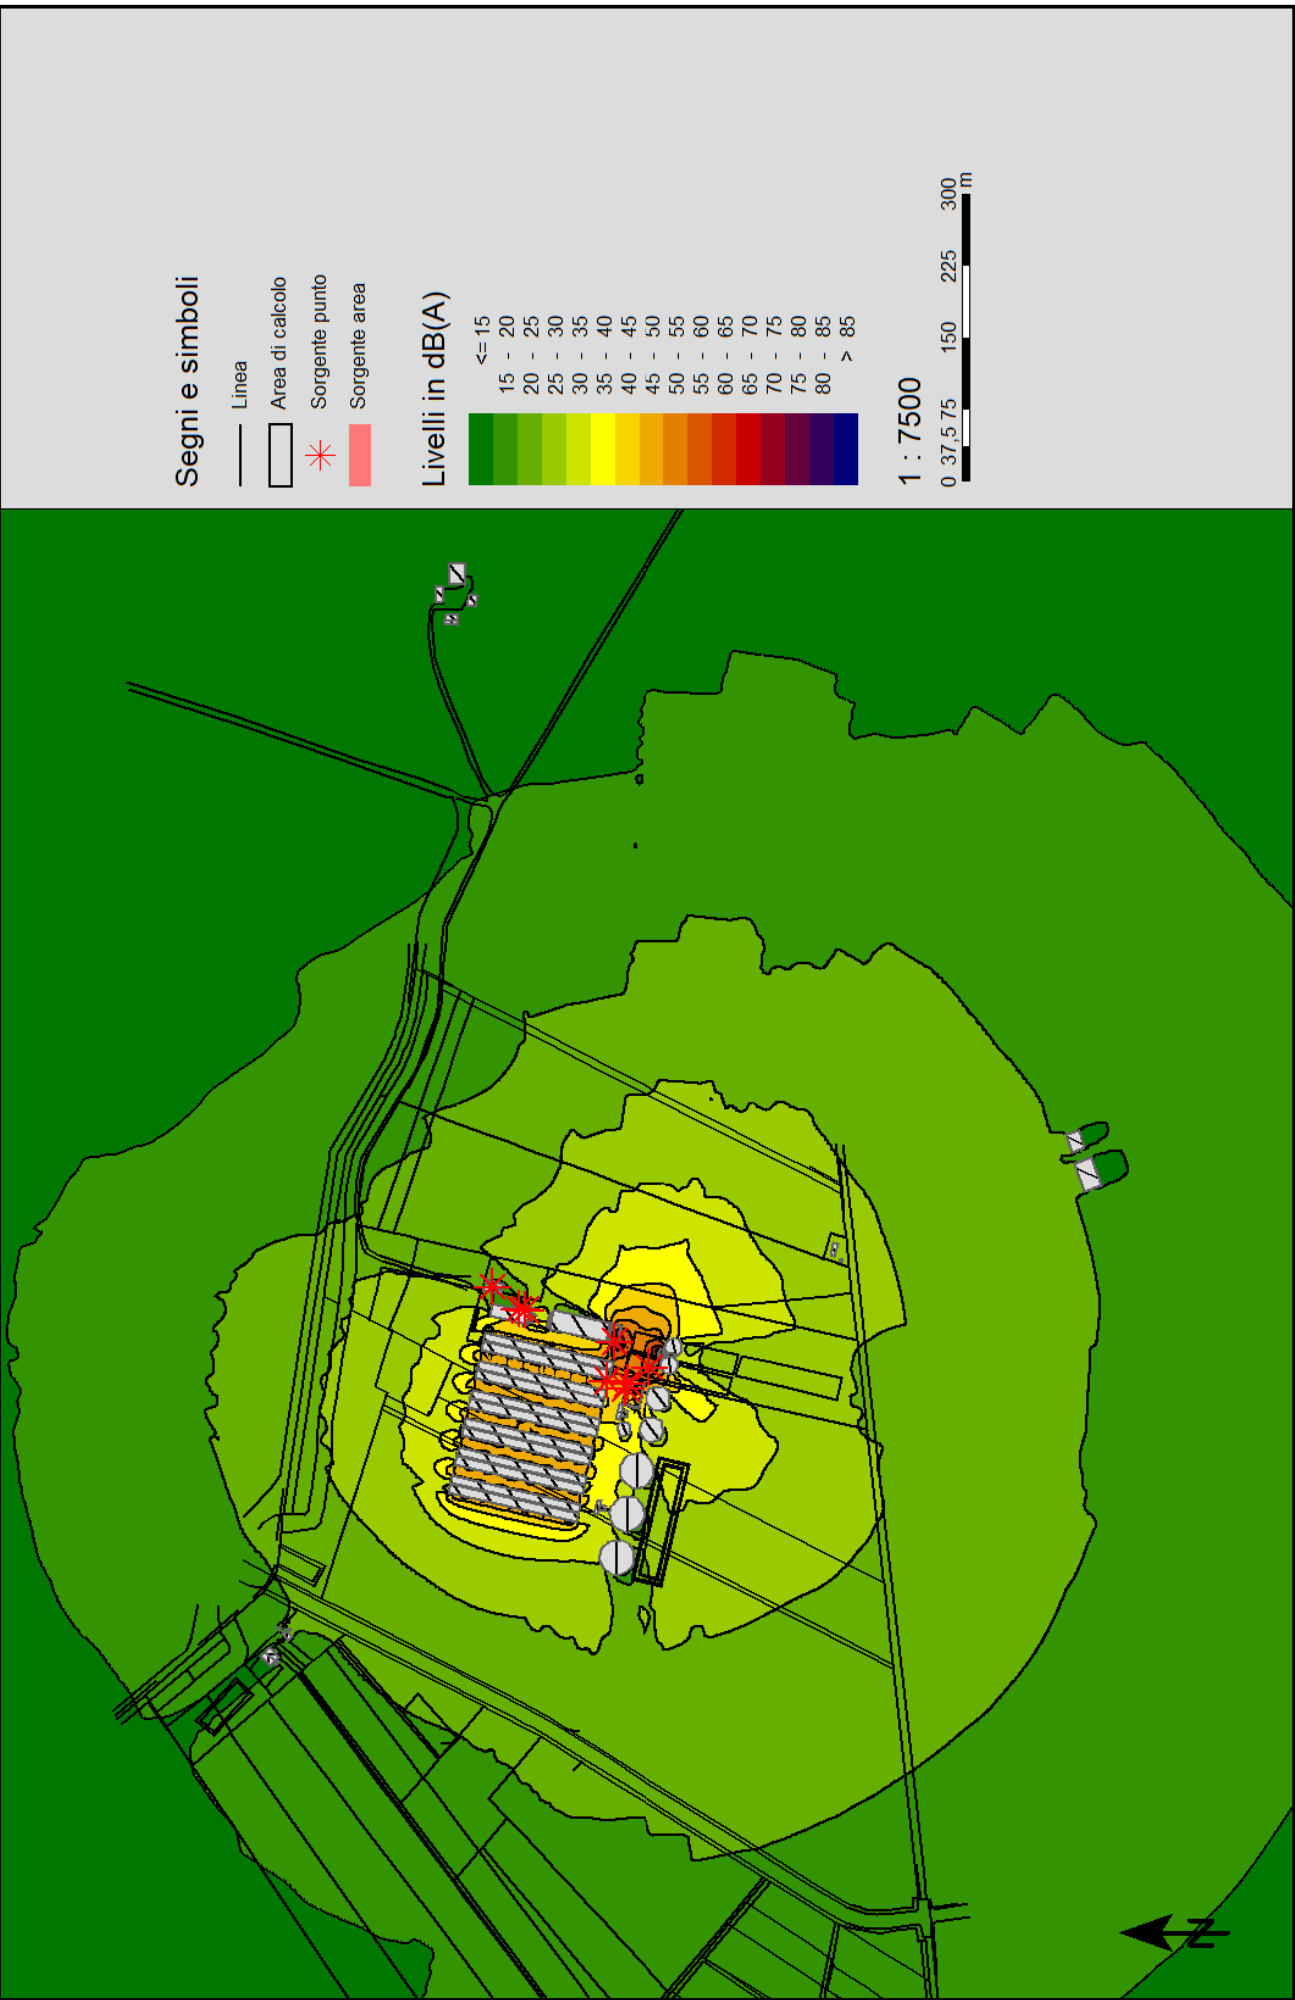 Segni e simboli
Linea
Area di calcolo
Sorgente punto
Sorgente area
Livelli in dB(A)
<= 15
15 - 20
20 - 25
25 - 30
30 - 35
35 - 40
40 - 45
45 - 50
50 - 55
55 - 60
60 - 65
65 - 70
70 - 75
75 - 80
80 - 85
> 85
1 : 7500
0 37,5 75 150 225 300
m
N